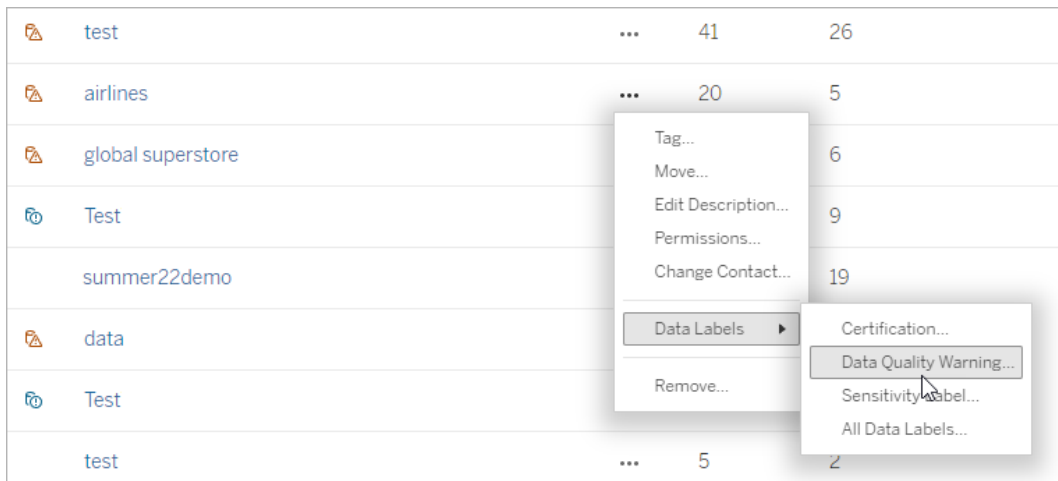 test ... 41 26
airlines ... 20 5
global superstore 6
Test 9
summer22demo 19
data
Test
test ... 5 2
Tag...
Move...
Edit Description...
Permissions...
Change Contact...
Data Labels
Remove...
Certification...
Data Quality Warning...
Sensitivity Label...
All Data Labels...